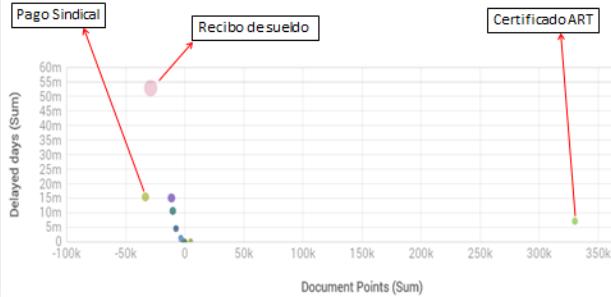 Pago Sindical
Recibo de sueldo
Certificado ART
60m
55m
50m
45m
40m
35m
30m
25m
20m
15m
10m
5m
0
Delayed days (Sum)
-100k -50k 0 50k 100k 150k 200k 250k 300k 350k
Document Points (Sum)